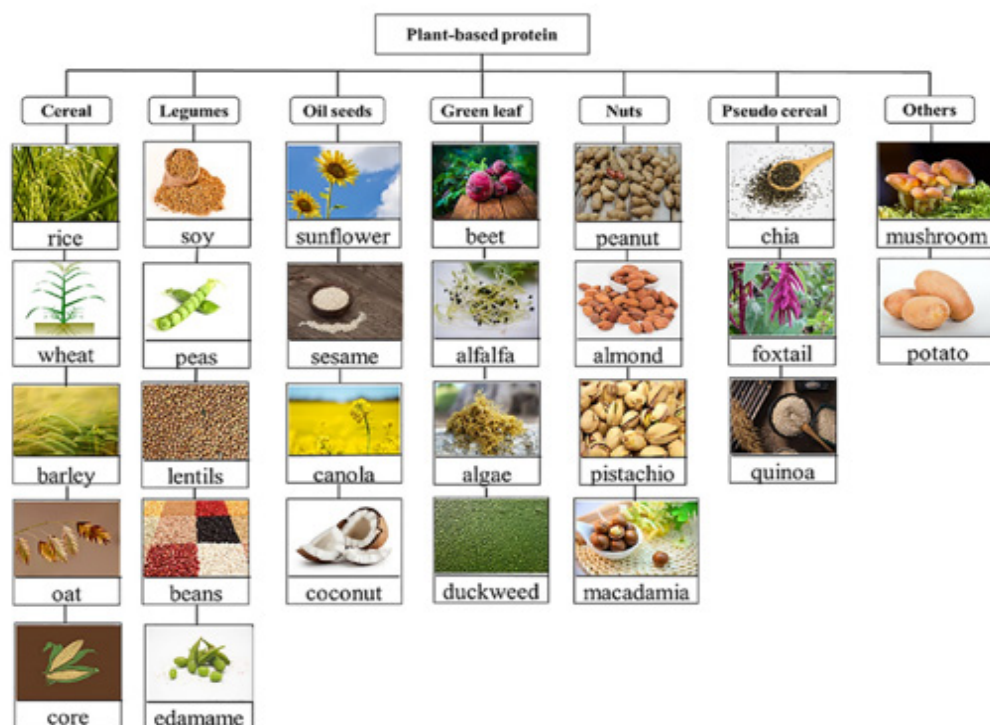 Plant-based protein
Cereal
Legumes
Oil seeds
Green leaf
Nuts
Pseudo cereal
Others
rice
soy
sunflower
beet
peanut
chia
mushroom
wheat
peas
sesame
alfalfa
almond
foxtail
potato
barley
lentils
canola
algae
pistachio
quinoa
oat
beans
coconut
duckweed
macadamia
core
edamame